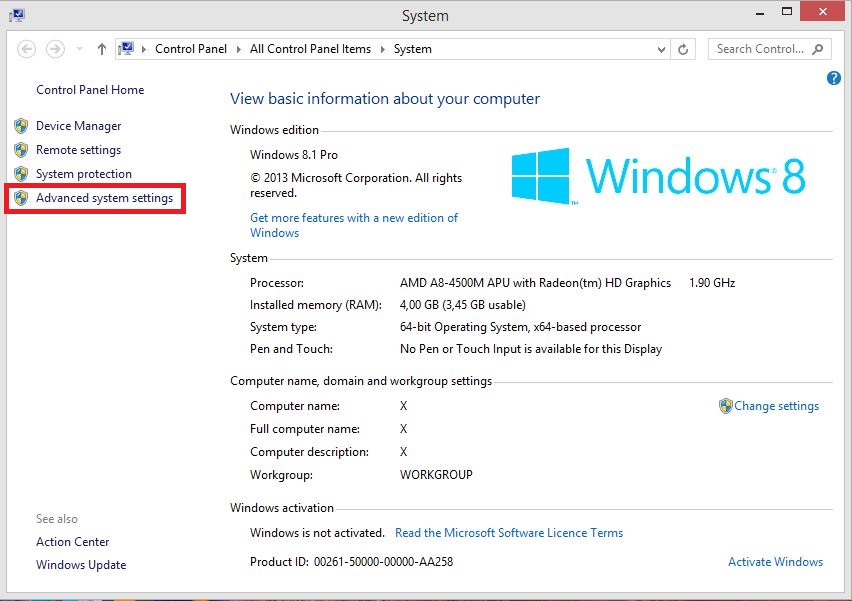 System
Control Panel
All Control Panel Items
System
Search Control...
Control Panel Home
Device Manager
Remote settings
System protection
Advanced system settings
See also
Action Center
Windows Update
View basic information about your computer
Windows edition
Windows 8.1 Pro
© 2013 Microsoft Corporation. All rights
reserved.
Get more features with a new edition of
Windows
Windows® 8
™
System
Processor: AMD A8-4500M APU with Radeon(tm) HD Graphics 1.90 GHz
Installed memory (RAM): 4,00 GB (3,45 GB usable)
System type: 64-bit Operating System, x64-based processor
Pen and Touch: No Pen or Touch Input is available for this Display
Computer name, domain and workgroup settings
Computer name: X Change settings
Full computer name: X
Computer description: X
Workgroup: WORKGROUP
Windows activation
Windows is not activated. Read the Microsoft Software Licence Terms
Product ID: 00261-50000-00000-AA258 Activate Windows